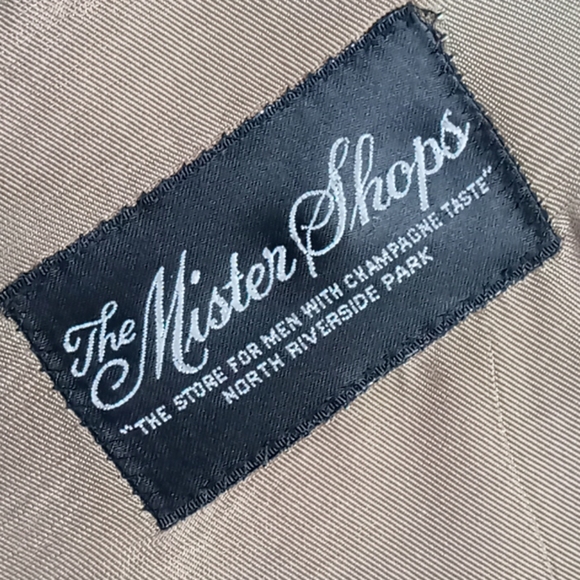 The Mister Shops
"THE STORE FOR MEN WITH CHAMPAGNE TASTE"
NORTH RIVERSIDE PARK